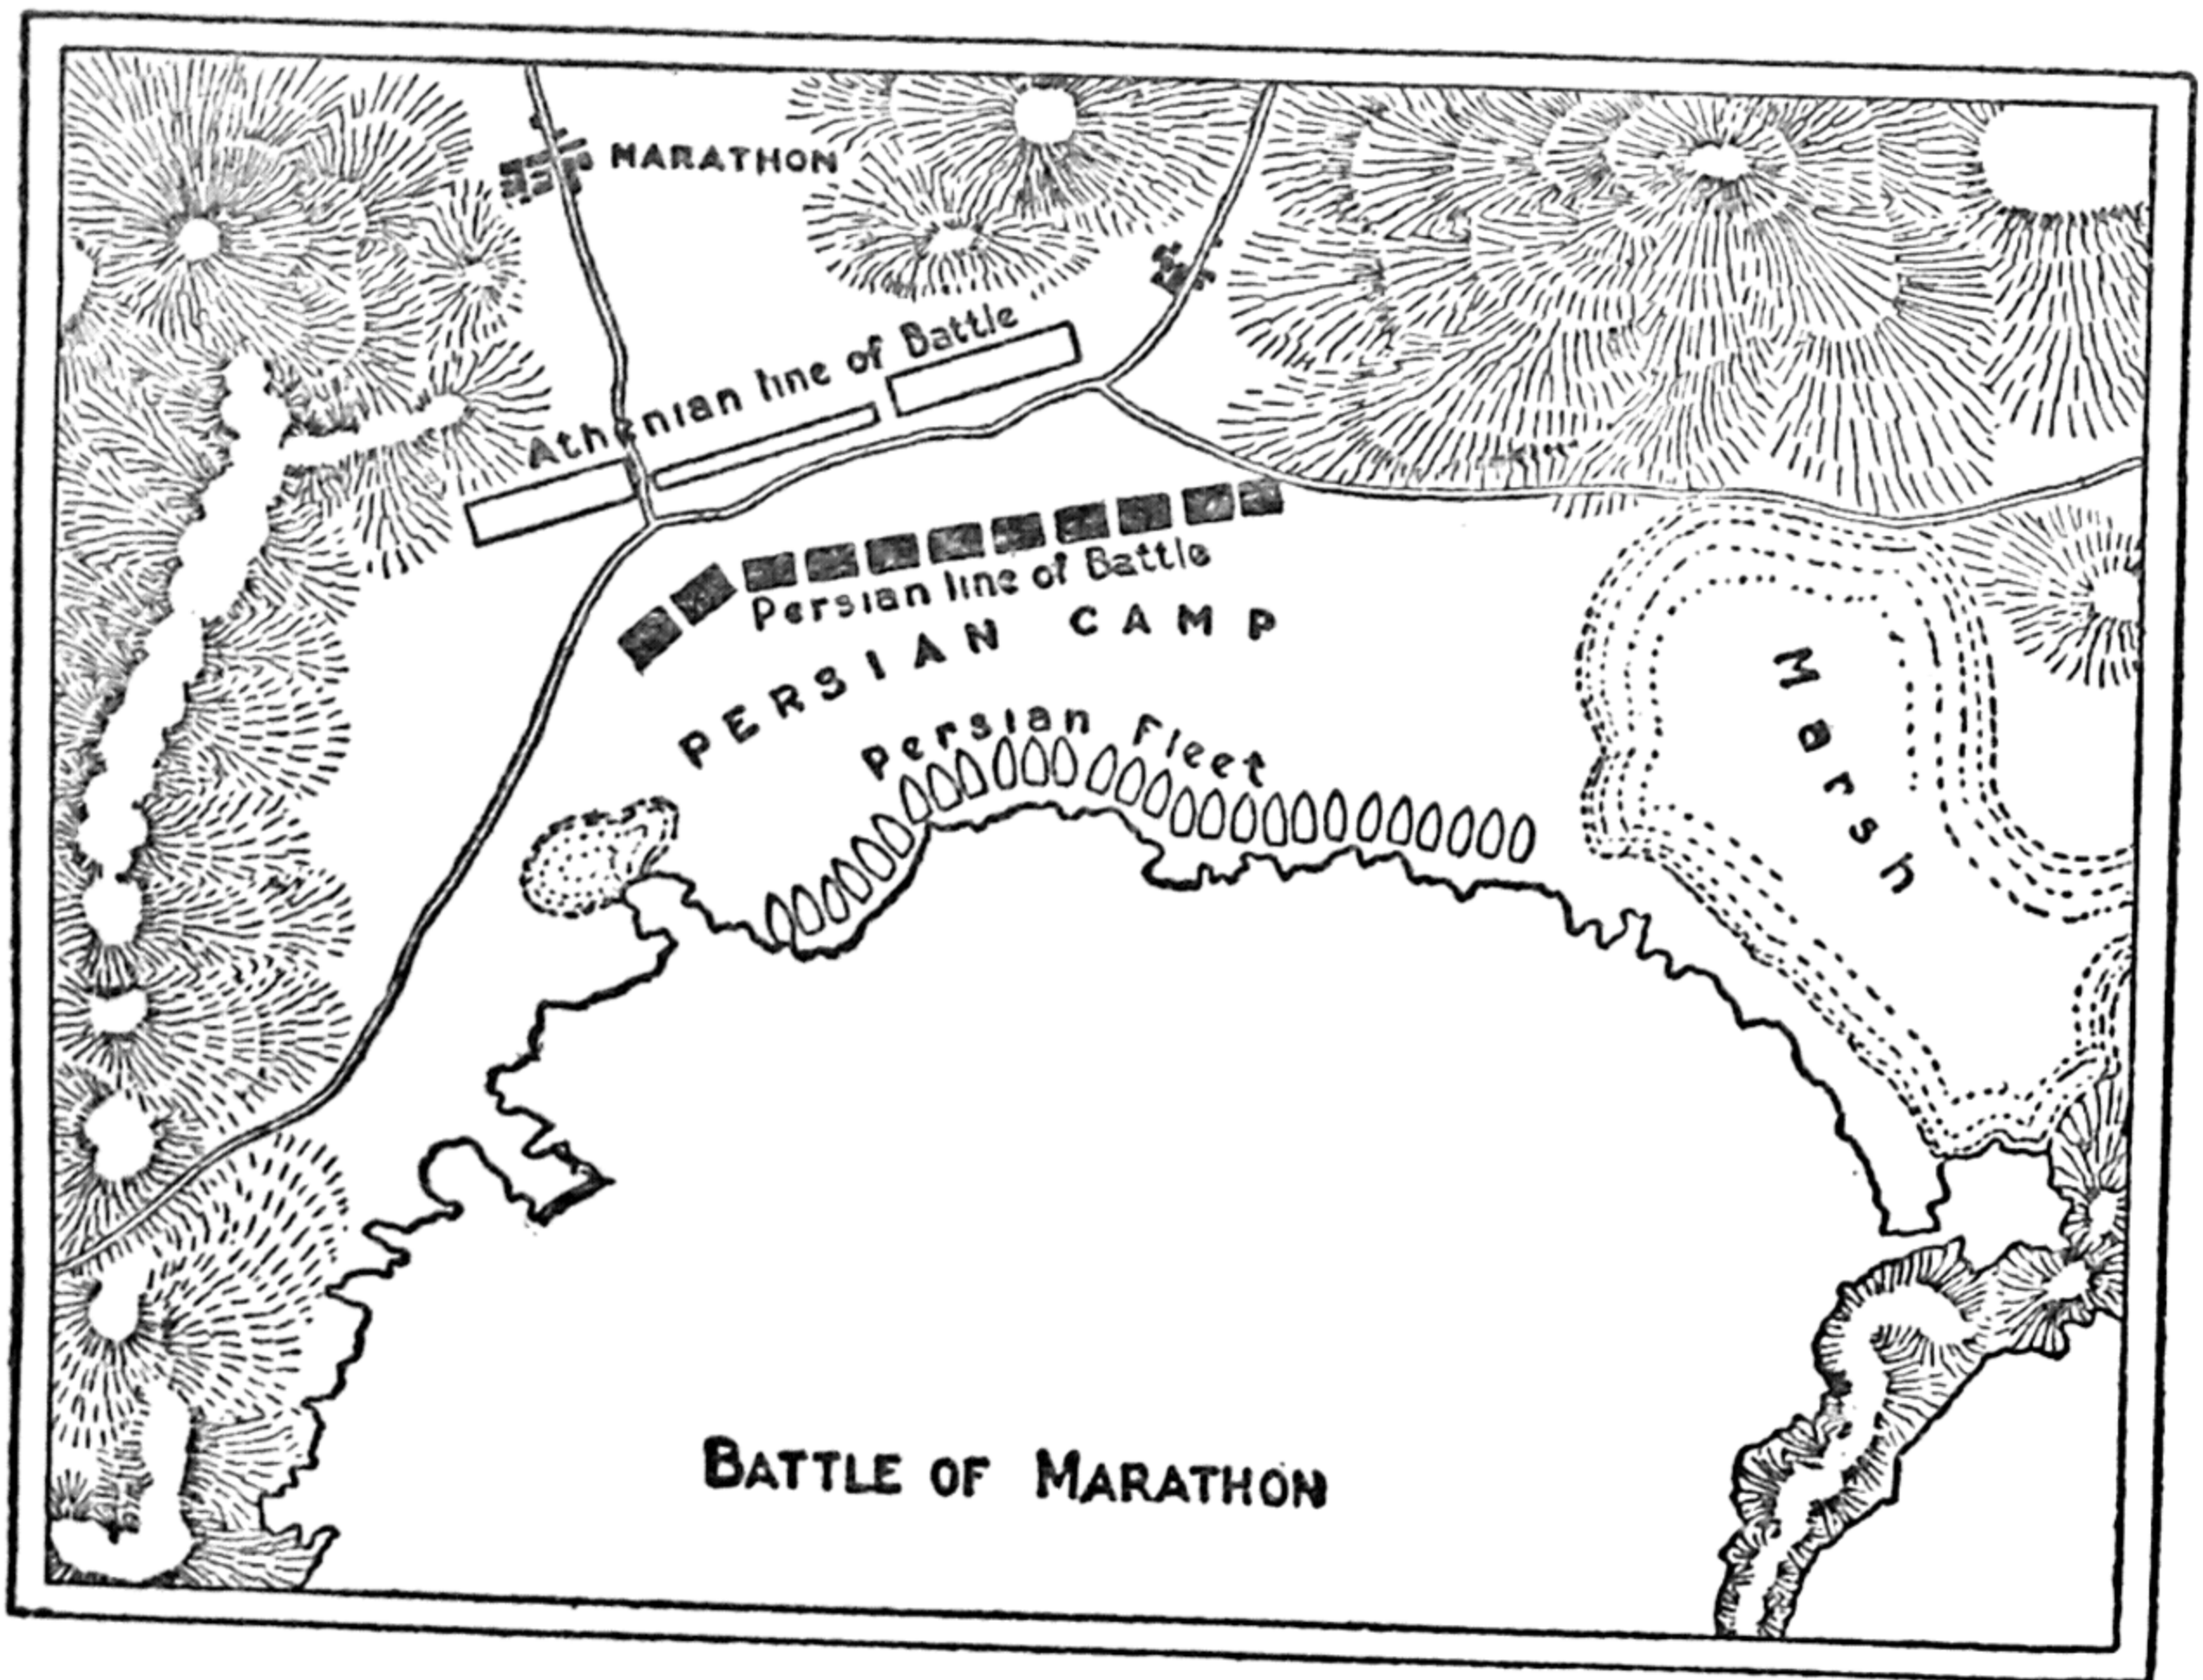 MARATHON
Athenian line of Battle
Persian line of Battle
PERSIAN CAMP
Persian Fleet
Marsh
BATTLE OF MARATHON